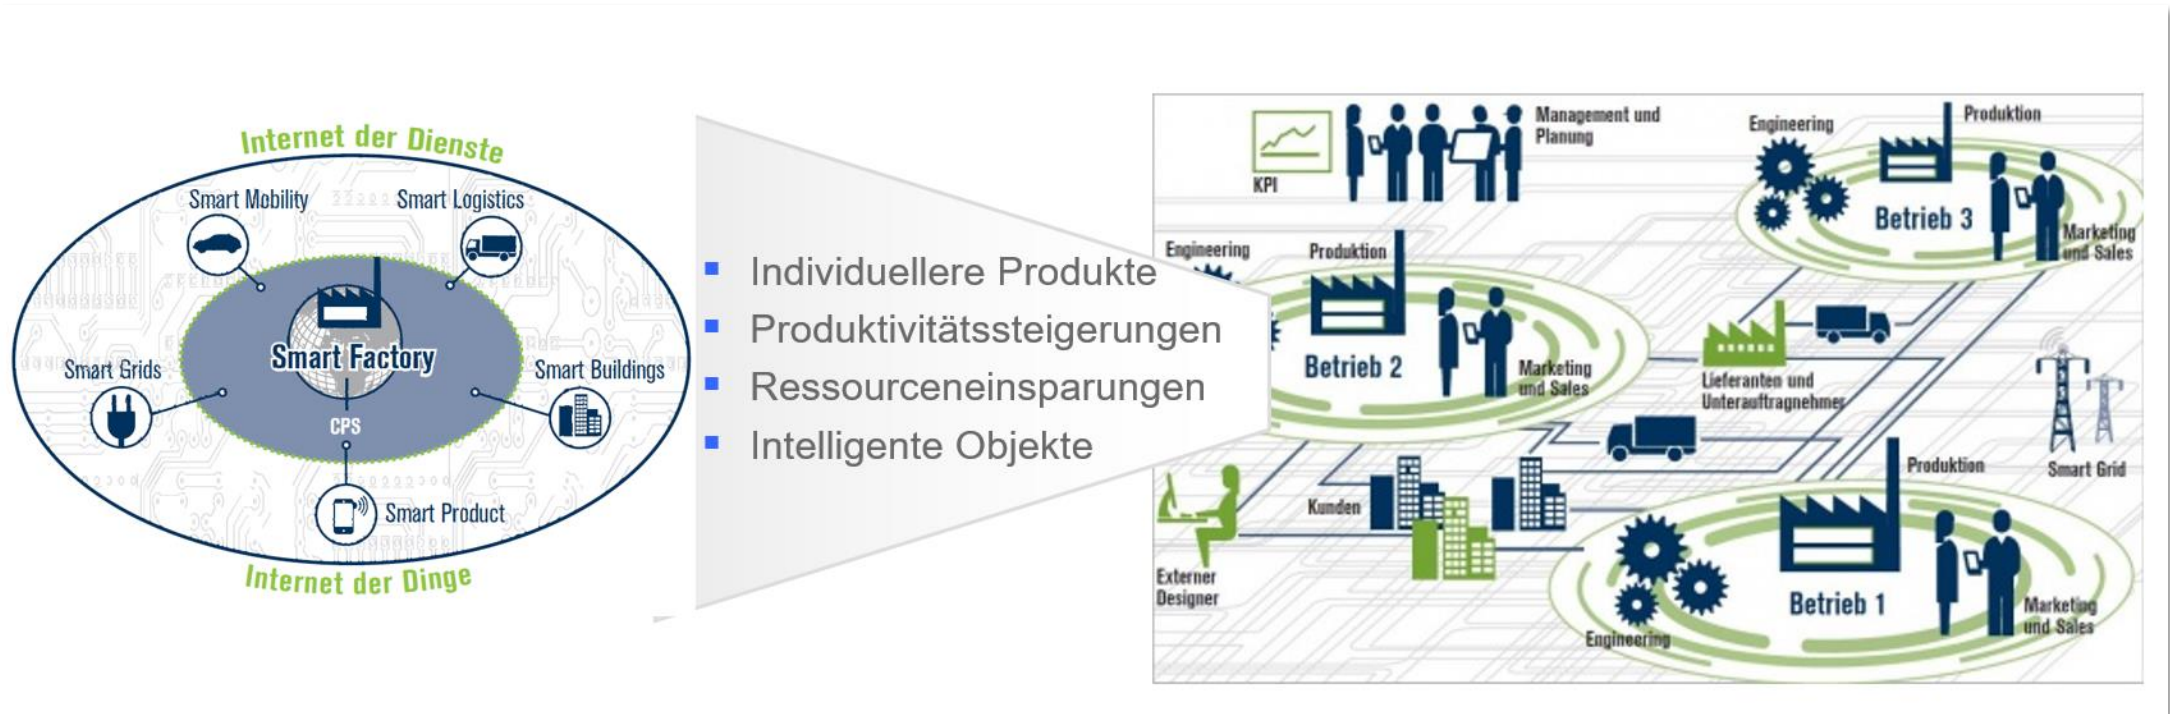 Internet der Dienste
Smart Mobility
Smart Logistics
Smart Factory
Smart Grids
Smart Buildings
CPS
Smart Product
Internet der Dinge
Individuellere Produkte
Produktivitätssteigerungen
Ressourceneinsparungen
Intelligente Objekte
KPI
Management und
Planung
Engineering
Produktion
Betrieb 3
Marketing
und Sales
Engineering
Produktion
Betrieb 2
Marketing
und Sales
Lieferanten und
Unterauftragnehmer
Smart Grid
Kunden
Externer
Designer
Produktion
Betrieb 1
Engineering
Marketing
und Sales